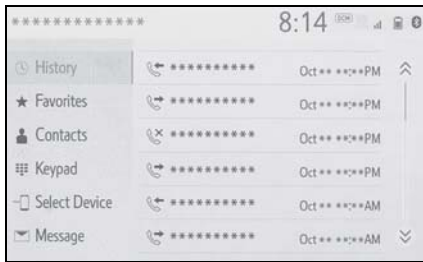 ************* 8:14 DCM
History ********** Oct** **:**PM
Favorites ********** Oct** **:**PM
Contacts ********** Oct** **:**PM
Keypad ********** Oct** **:**PM
Select Device ********** Oct** **:**AM
Message ********** Oct** **:**AM